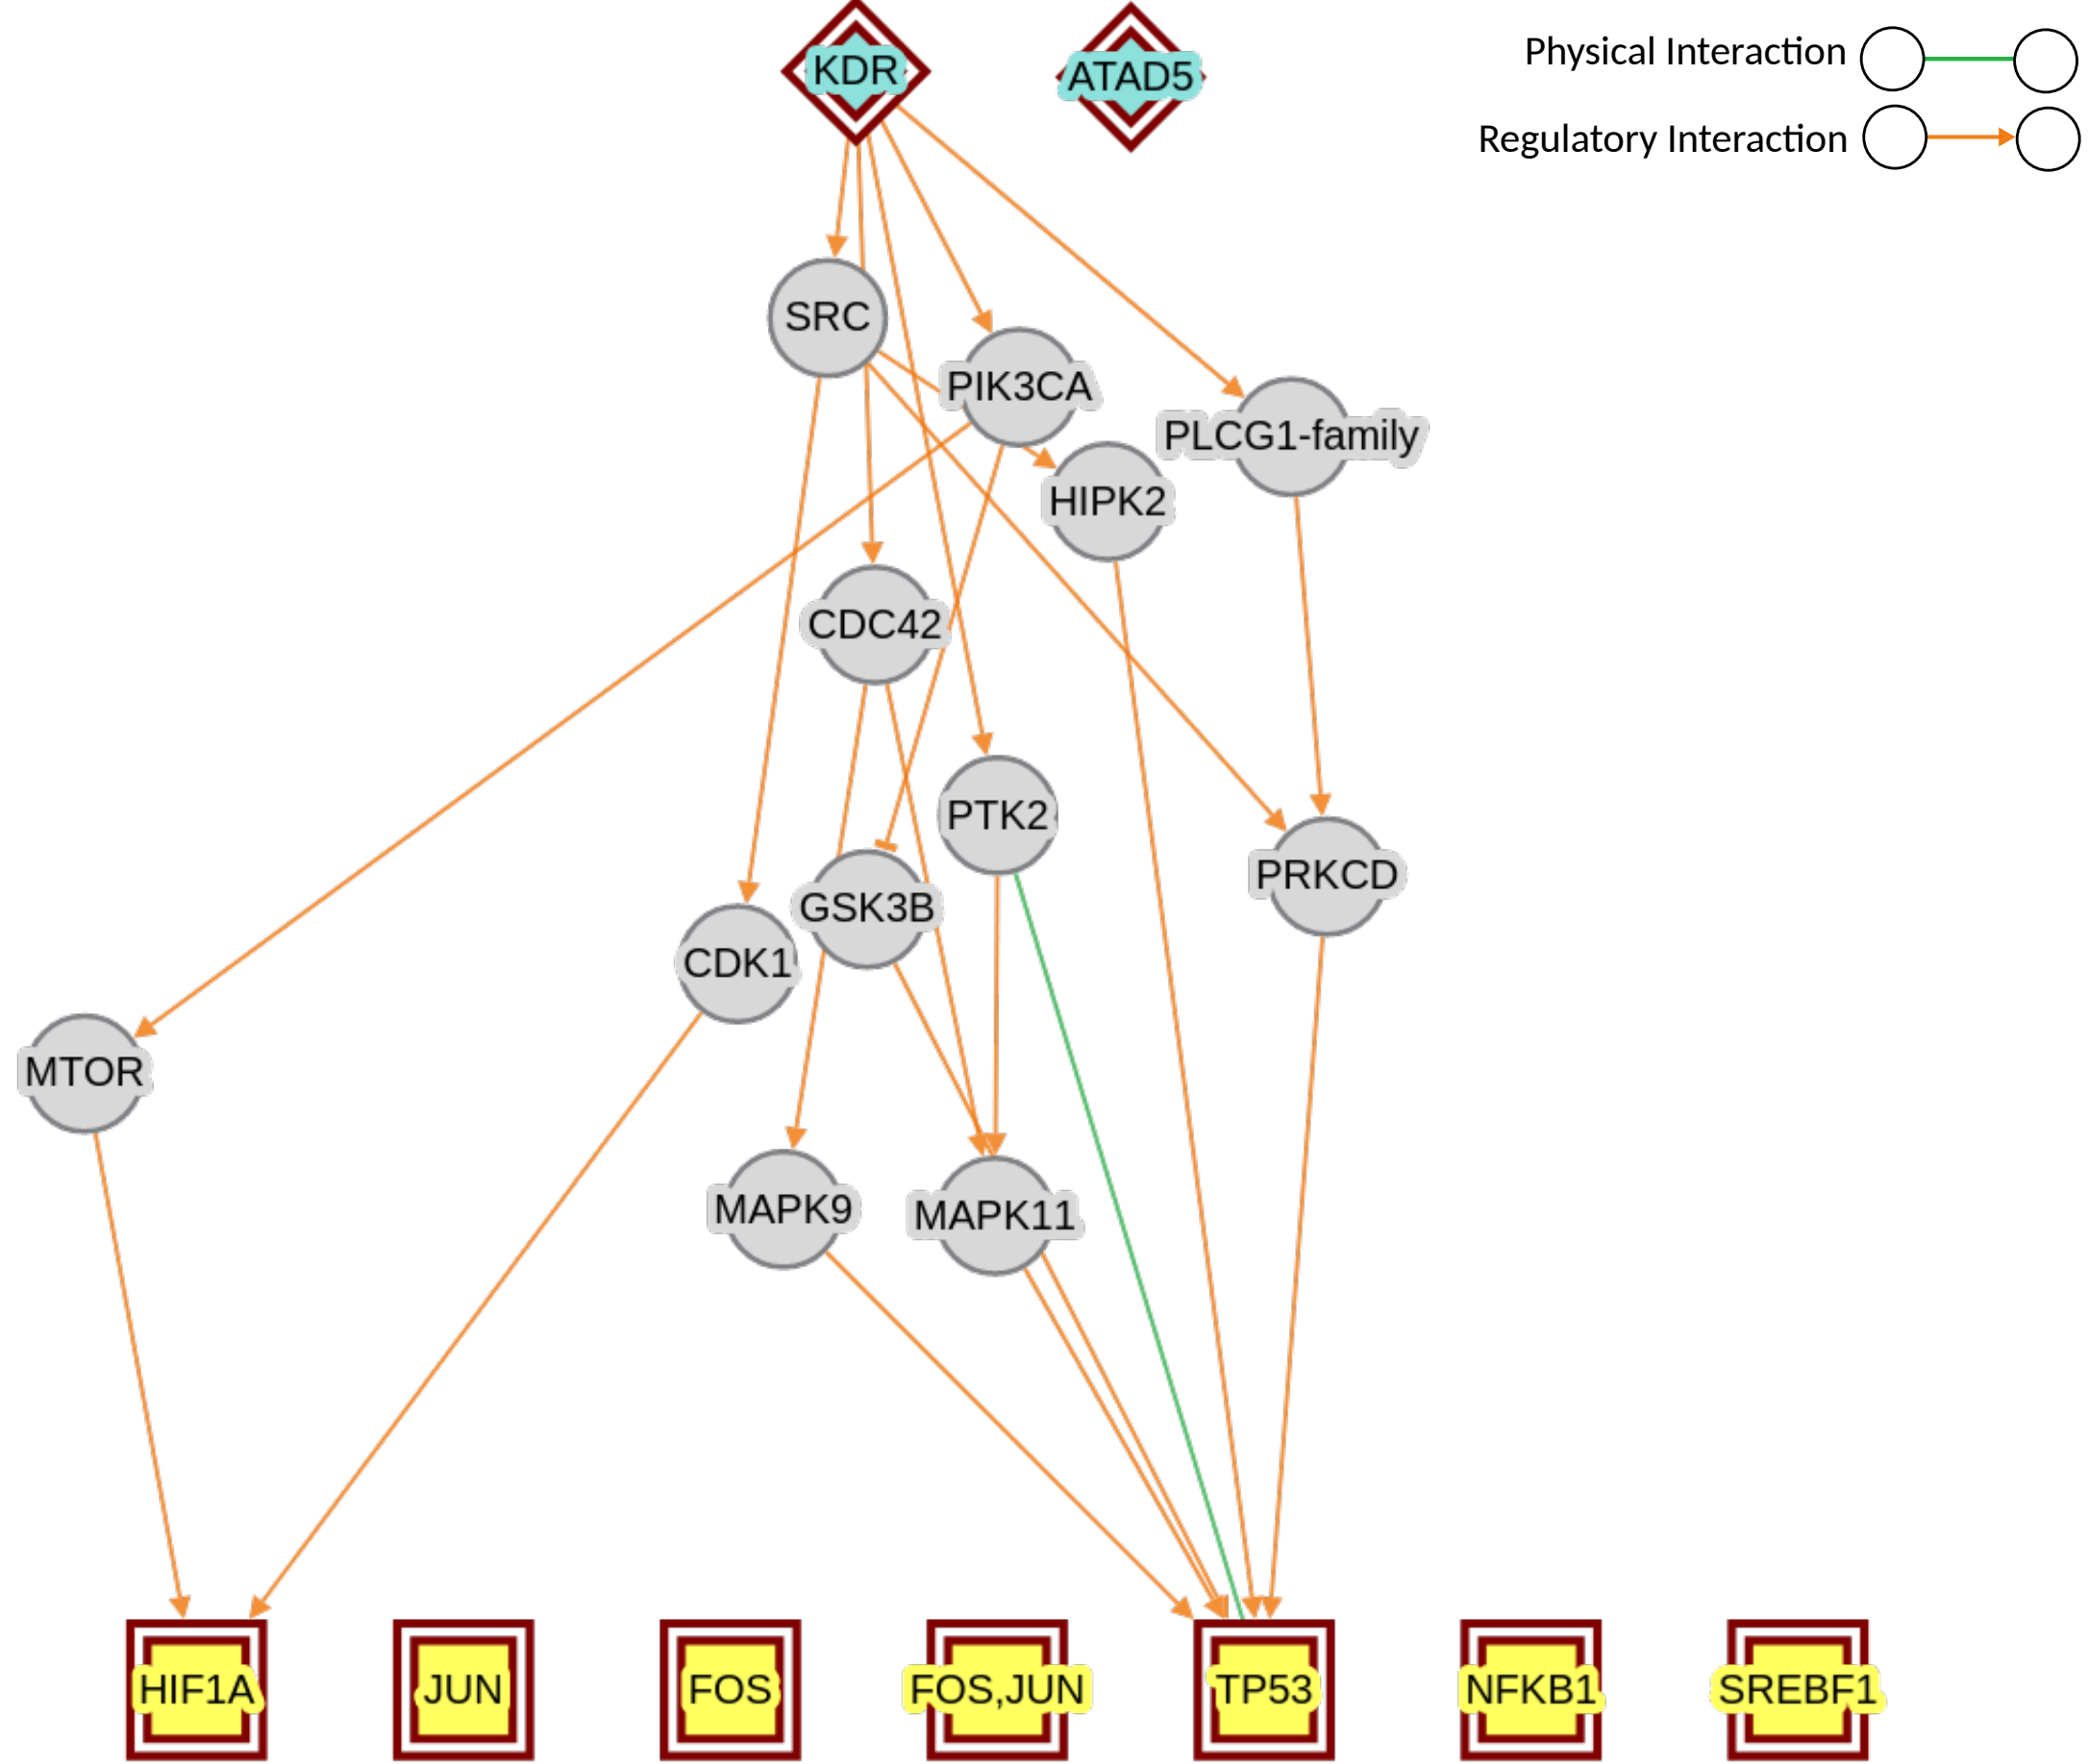 KDR
ATAD5
Physical Interaction
Regulatory Interaction
SRC
PIK3CA
PLCG1-family
HIPK2
CDC42
PTK2
PRKCD
GSK3B
CDK1
MTOR
MAPK9
MAPK11
HIF1A
JUN
FOS
FOS,JUN
TP53
NFKB1
SREBF1